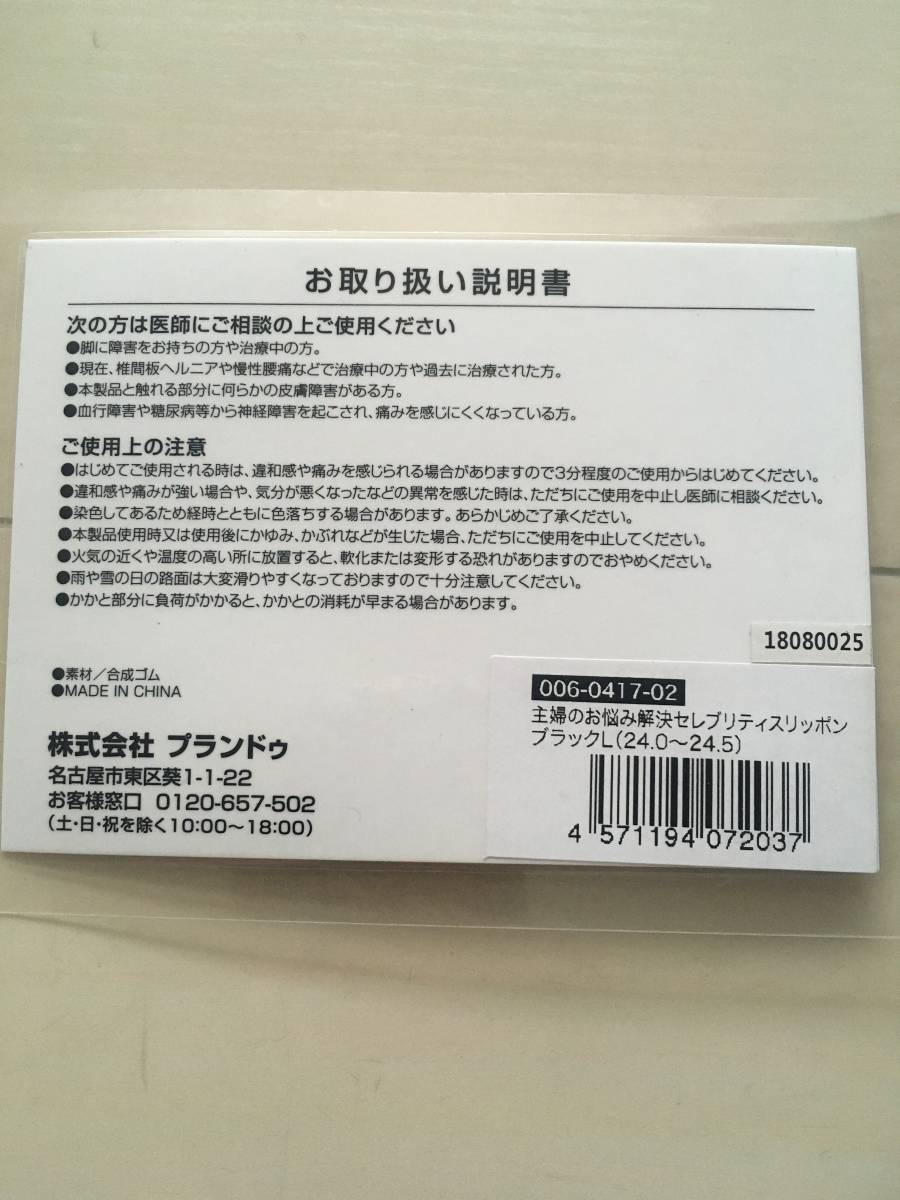 お取り扱い説明書
次の方は医師にご相談の上ご使用ください
●脚に障害をお持ちの方や治療中の方。
●現在、椎間板ヘルニアや慢性腰痛などで治療中の方や過去に治療された方。
●本製品と触れる部分に何らかの皮膚障害がある方。
●血行障害や糖尿病等から神経障害を起こされ、痛みを感じにくくなっている方。
ご使用上の注意
●はじめてご使用される時は、違和感や痛みを感じられる場合がありますので3分程度のご使用からはじめてください。
●違和感や痛みが強い場合や、気分が悪くなったなどの異常を感じた時は、ただちにご使用を中止し医師に相談ください。
●染色してあるため経時とともに色落ちする場合があります。あらかじめご了承ください。
●本製品使用時又は使用後にかゆみ、かぶれなどが生じた場合、ただちにご使用を中止してください。
●火気の近くや温度の高い所に放置すると、軟化または変形する恐れがありますのでおやめください。
●雨や雪の日の路面は大変滑りやすくなっておりますので十分注意してください。
●かかと部分に負荷がかかると、かかとの消耗が早まる場合があります。
18080025
●素材/合成ゴム
●MADE IN CHINA
株式会社 プランドゥ
名古屋市東区葵1-1-22
お客様窓口 0120-657-502
(土・日・祝を除く10:00〜18:00)
006-0417-02
主婦のお悩み解決セレブリティスリッポン
ブラックL(24.0〜24.5)
4 571194 072037